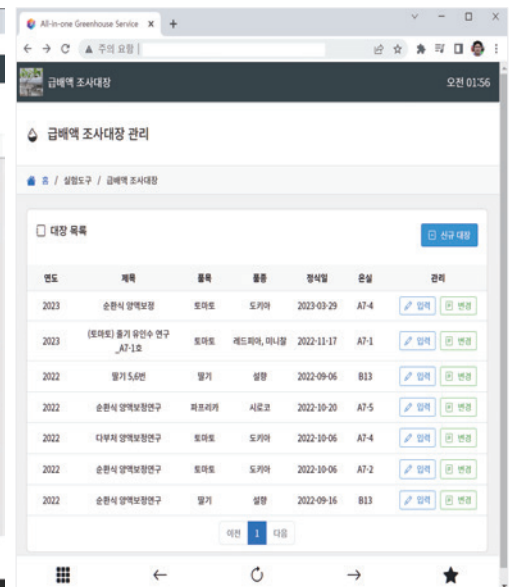 All-in-one Greenhouse Service
주의 요함
급배액 조사대장 오전 01:56
급배액 조사대장 관리
홈 / 실험도구 / 급배액 조사대장
대장 목록 신규 대장
연도 제목 품목 품종 정식일 온실 관리
2023 순환식 양액보정 토마토 도키아 2023-03-29 A7-4 입력 변경
2023 (토마토) 줄기 유인수 연구_A7-1호 토마토 레드피아, 미니찰 2022-11-17 A7-1 입력 변경
2022 딸기 5,6번 딸기 설향 2022-09-06 B13 입력 변경
2022 순환식 양액보정연구 파프리카 시로코 2022-10-20 A7-5 입력 변경
2022 다부처 양액보정연구 토마토 도키아 2022-10-06 A7-4 입력 변경
2022 순환식 양액보정연구 토마토 도키아 2022-10-06 A7-2 입력 변경
2022 순환식 양액보정연구 딸기 설향 2022-09-16 B13 입력 변경
이전 1 다음